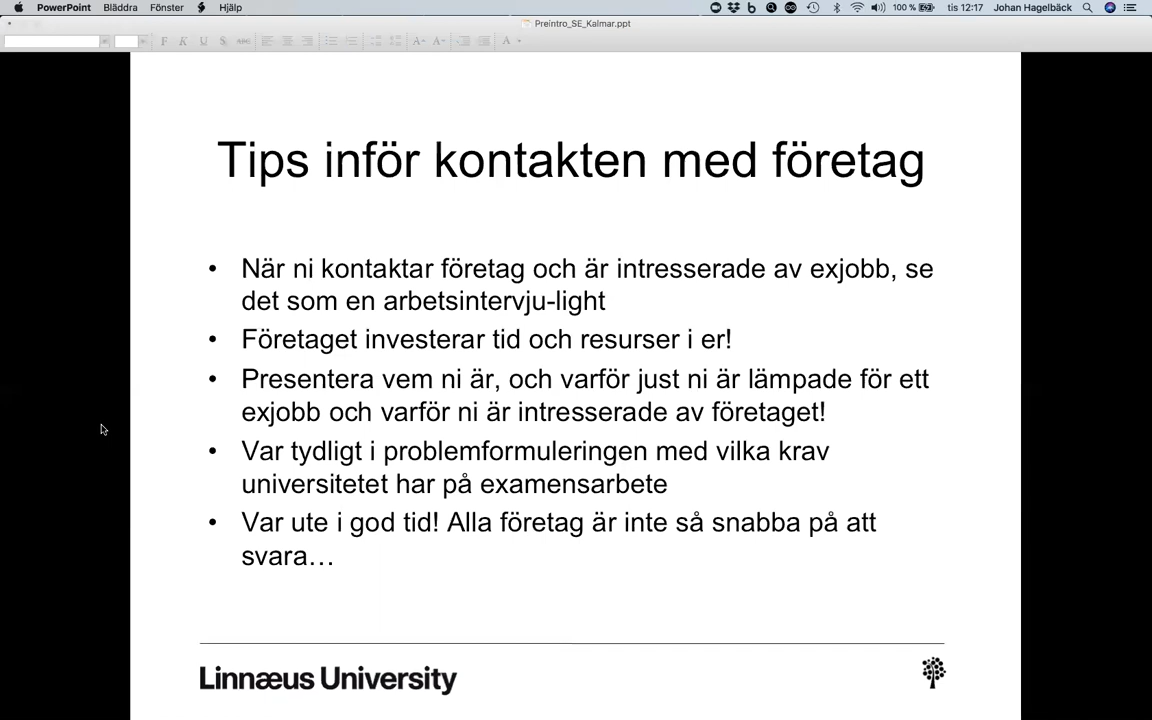 PowerPoint Bläddra Fönster Hjälp 100 % tis 12:17 Johan Hagelbäck
Preintro_SE_Kalmar.ppt
F K U S ABC A A A
Tips inför kontakten med företag
• När ni kontaktar företag och är intresserade av exjobb, se
det som en arbetsintervju-light
• Företaget investerar tid och resurser i er!
• Presentera vem ni är, och varför just ni är lämpade för ett
exjobb och varför ni är intresserade av företaget!
• Var tydligt i problemformuleringen med vilka krav
universitetet har på examensarbete
• Var ute i god tid! Alla företag är inte så snabba på att
svara…
Linnæus University